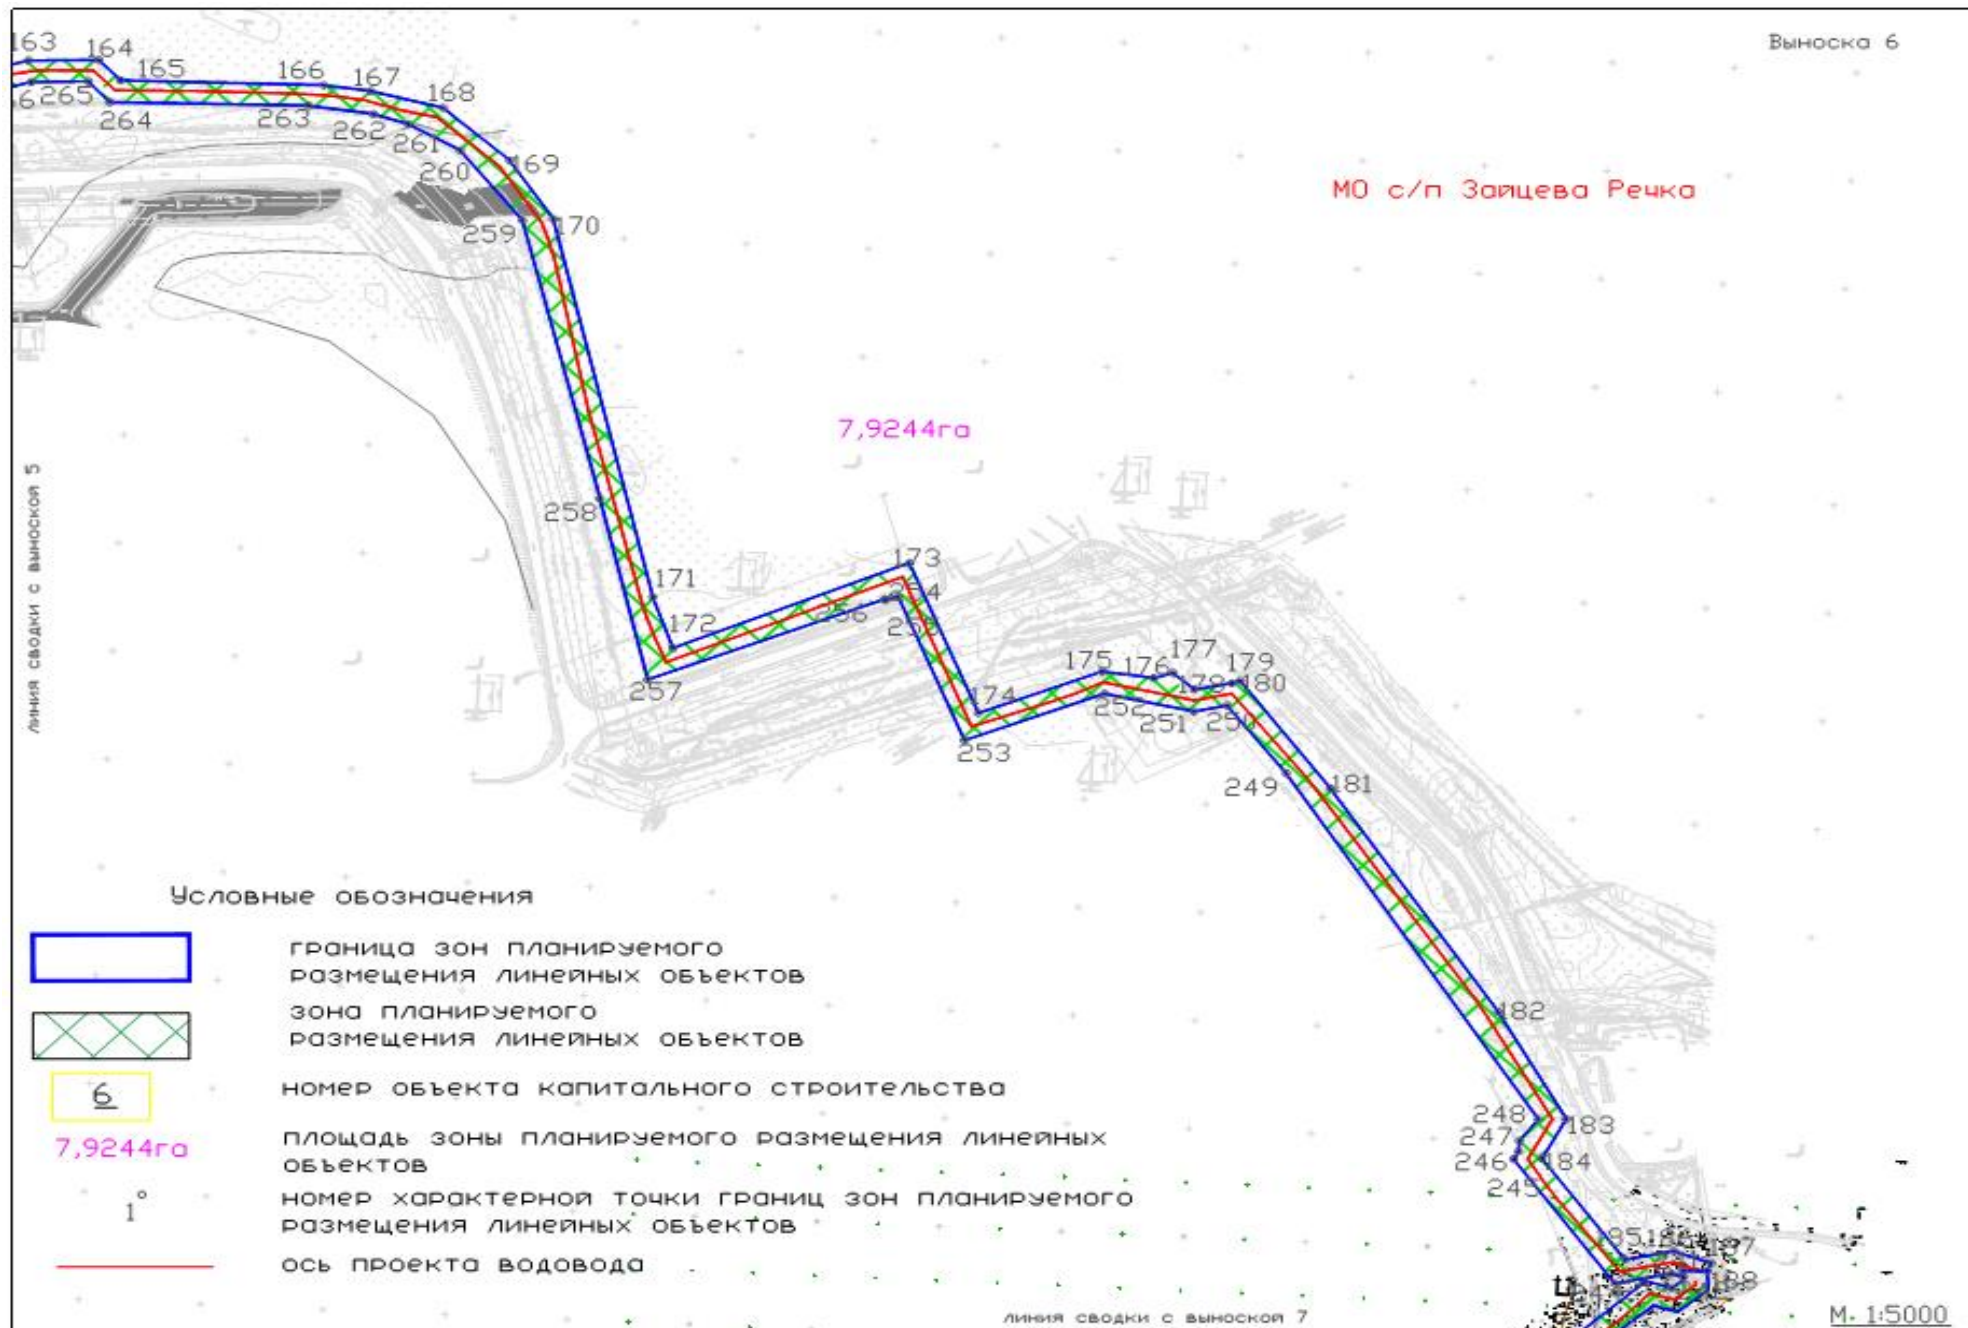 Выноска 6
163
164
165
166
167
168
265
264
263
262
261
260
169
170
259
МО с/п Зайцева Речка
7,9244га
линия сводки с выноской 5
258
171
172
173
254
256
257
174
175
176
177
178
179
180
252
251
250
253
249
181
182
248
247
246
245
183
184
Условные обозначения
граница зон планируемого
размещения линейных объектов
зона планируемого
размещения линейных объектов
6
номер объекта капитального строительства
7,9244га
площадь зоны планируемого размещения линейных
объектов
1°
номер характерной точки границ зон планируемого
размещения линейных объектов
ось проекта водовода
линия сводки с выноской 7
М. 1:5000